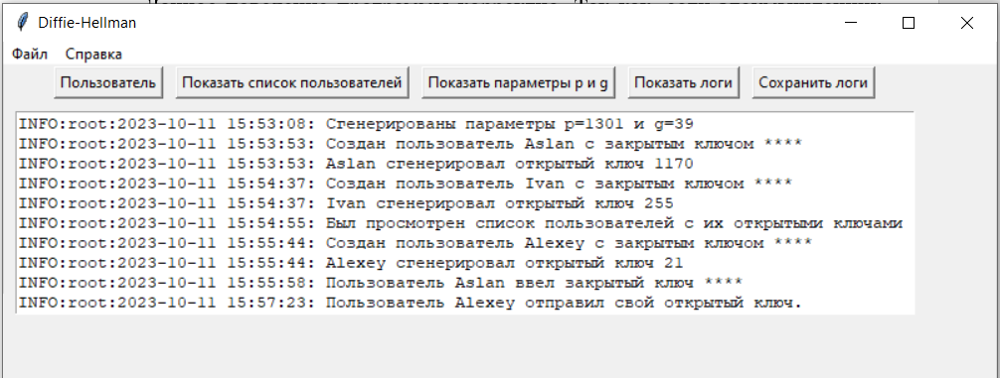 Diffie-Hellman
Файл Справка
Пользователь Показать список пользователей Показать параметры p и g Показать логи Сохранить логи
INFO:root:2023-10-11 15:53:08: Сгенерированы параметры p=1301 и g=39
INFO:root:2023-10-11 15:53:53: Создан пользователь Aslan с закрытым ключом ****
INFO:root:2023-10-11 15:53:53: Aslan сгенерировал открытый ключ 1170
INFO:root:2023-10-11 15:54:37: Создан пользователь Ivan с закрытым ключом ****
INFO:root:2023-10-11 15:54:37: Ivan сгенерировал открытый ключ 255
INFO:root:2023-10-11 15:54:55: Был просмотрен список пользователей с их открытыми ключами
INFO:root:2023-10-11 15:55:44: Создан пользователь Alexey с закрытым ключом ****
INFO:root:2023-10-11 15:55:44: Alexey сгенерировал открытый ключ 21
INFO:root:2023-10-11 15:55:58: Пользователь Aslan ввел закрытый ключ ****
INFO:root:2023-10-11 15:57:23: Пользователь Alexey отправил свой открытый ключ.